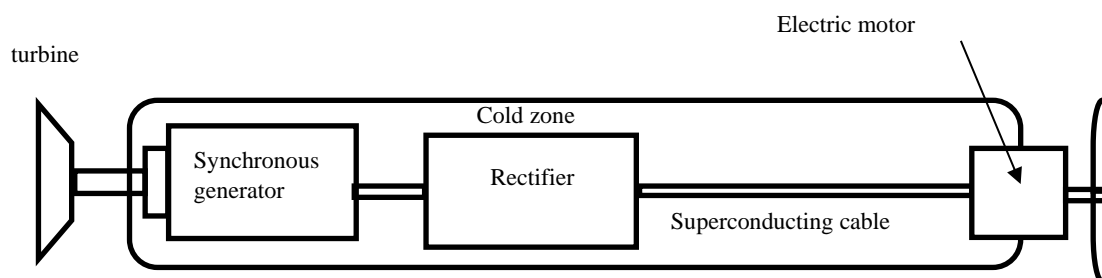 Electric motor
turbine
Cold zone
Synchronous
generator
Rectifier
Superconducting cable